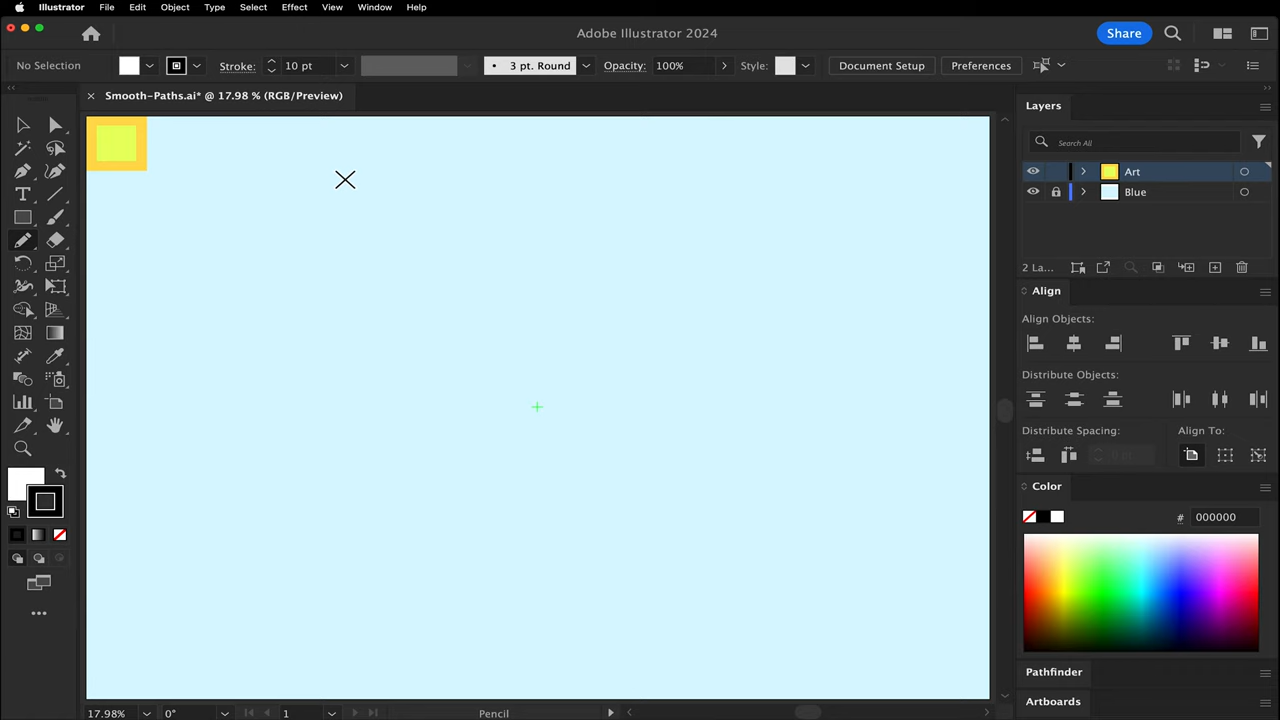 Illustrator File Edit Object Type Select Effect View Window Help
Adobe Illustrator 2024
Share
No Selection
Stroke:
10 pt
3 pt. Round
Opacity:
100%
Style:
Document Setup
Preferences
Smooth-Paths.ai* @ 17.98 % (RGB/Preview)
Layers
Search All
Art
Blue
2 La...
Align
Align Objects:
Distribute Objects:
Distribute Spacing:
Align To:
Color
# 000000
Pathfinder
Artboards
17.98%
0°
1
Pencil